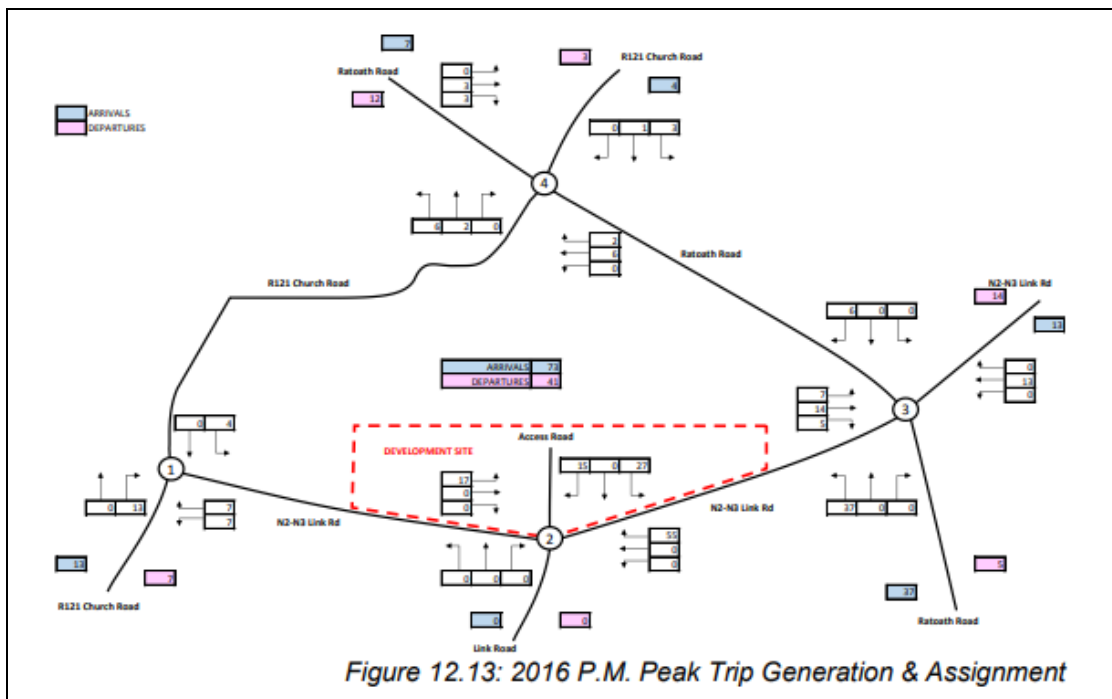 7
3
R121 Church Road
Ratoath Road
0
3
3
4
12
ARRIVALS
DEPARTURES
0 1 3
4
6 2 0
2
6
0
Ratoath Road
R121 Church Road
N2-N3 Link Rd
14
13
6 0 0
ARRIVALS 73
DEPARTURES 41
0
13
0
7
14
5
3
0 4
Access Road
DEVELOPMENT SITE
15 0 27
17
0
0
1
0 13
7
7
N2-N3 Link Rd
N2-N3 Link Rd
37 0 0
2
55
0
0
13
7
0 0 0
5
37
R121 Church Road
0
0
Ratoath Road
Link Road
Figure 12.13: 2016 P.M. Peak Trip Generation & Assignment